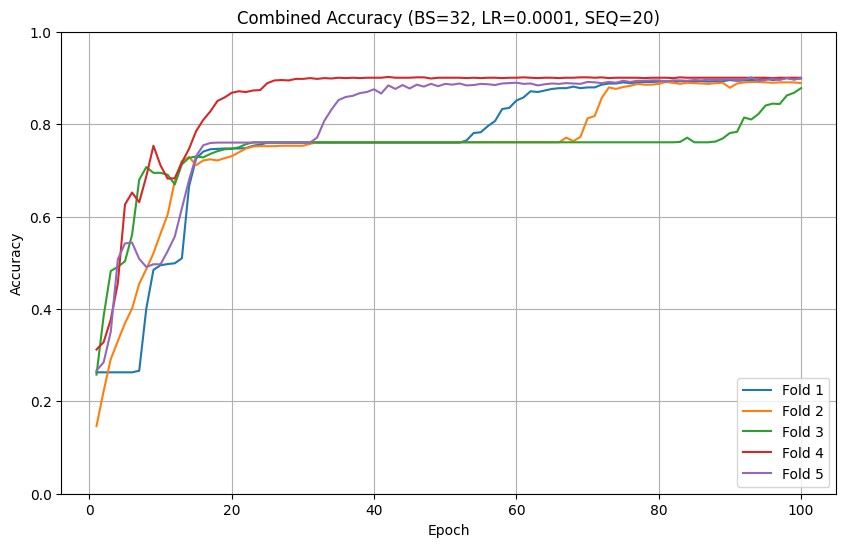 Combined Accuracy (BS=32, LR=0.0001, SEQ=20)
1.0
0.8
0.6
0.4
0.2
0.0
Accuracy
0 20 40 60 80 100
Epoch
Fold 1
Fold 2
Fold 3
Fold 4
Fold 5